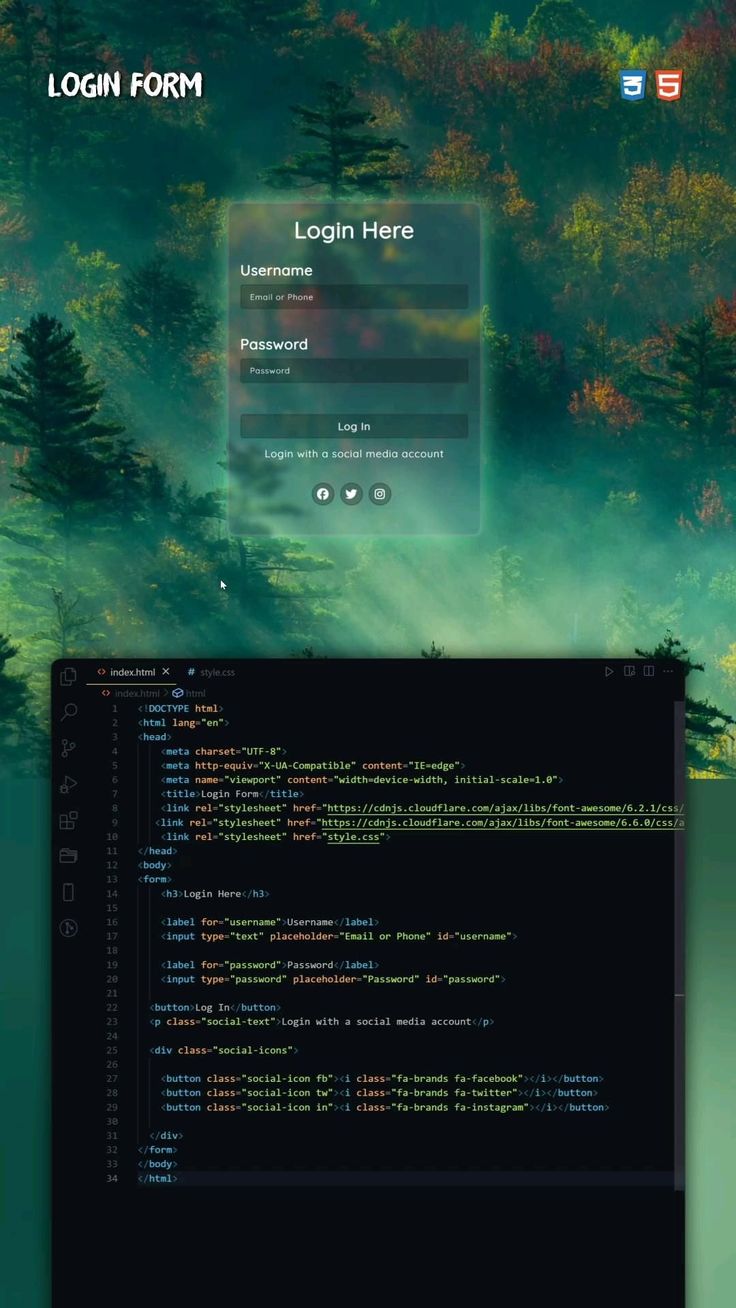 LOGIN FORM
3 5
Login Here
Username
Email or Phone
Password
Password
Log In
Login with a social media account
index.html # style.css
index.html > html
1 <!DOCTYPE html>
2 <html lang="en">
3 <head>
4 <meta charset="UTF-8">
5 <meta http-equiv="X-UA-Compatible" content="IE=edge">
6 <meta name="viewport" content="width=device-width, initial-scale=1.0">
7 <title>Login Form</title>
8 <link rel="stylesheet" href="https://cdnjs.cloudflare.com/ajax/libs/font-awesome/6.2.1/css/
9 <link rel="stylesheet" href="https://cdnjs.cloudflare.com/ajax/libs/font-awesome/6.6.0/css/a
10 <link rel="stylesheet" href="style.css">
11 </head>
12 <body>
13 <form>
14 <h3>Login Here</h3>
15
16 <label for="username">Username</label>
17 <input type="text" placeholder="Email or Phone" id="username">
18
19 <label for="password">Password</label>
20 <input type="password" placeholder="Password" id="password">
21
22 <button>Log In</button>
23 <p class="social-text">Login with a social media account</p>
24
25 <div class="social-icons">
26
27 <button class="social-icon fb"><i class="fa-brands fa-facebook"></i></button>
28 <button class="social-icon tw"><i class="fa-brands fa-twitter"></i></button>
29 <button class="social-icon in"><i class="fa-brands fa-instagram"></i></button>
30
31 </div>
32 </form>
33 </body>
34 </html>